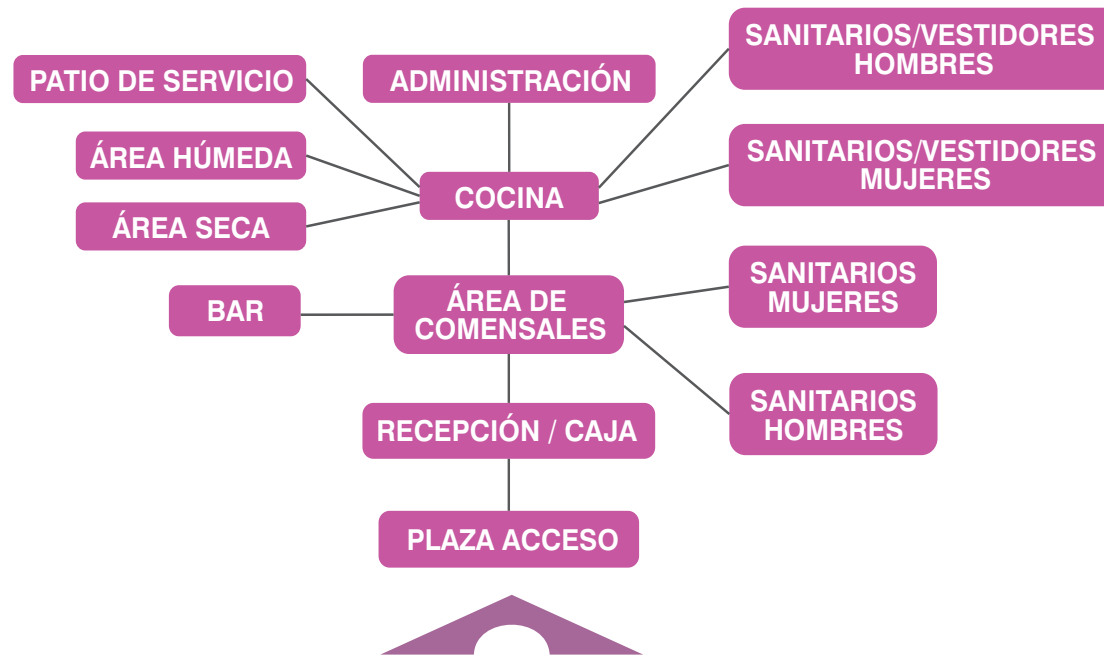 SANITARIOS/VESTIDORES
HOMBRES
PATIO DE SERVICIO
ADMINISTRACIÓN
ÁREA HÚMEDA
SANITARIOS/VESTIDORES
MUJERES
COCINA
ÁREA SECA
BAR
ÁREA DE
COMENSALES
SANITARIOS
MUJERES
SANITARIOS
HOMBRES
RECEPCIÓN / CAJA
PLAZA ACCESO